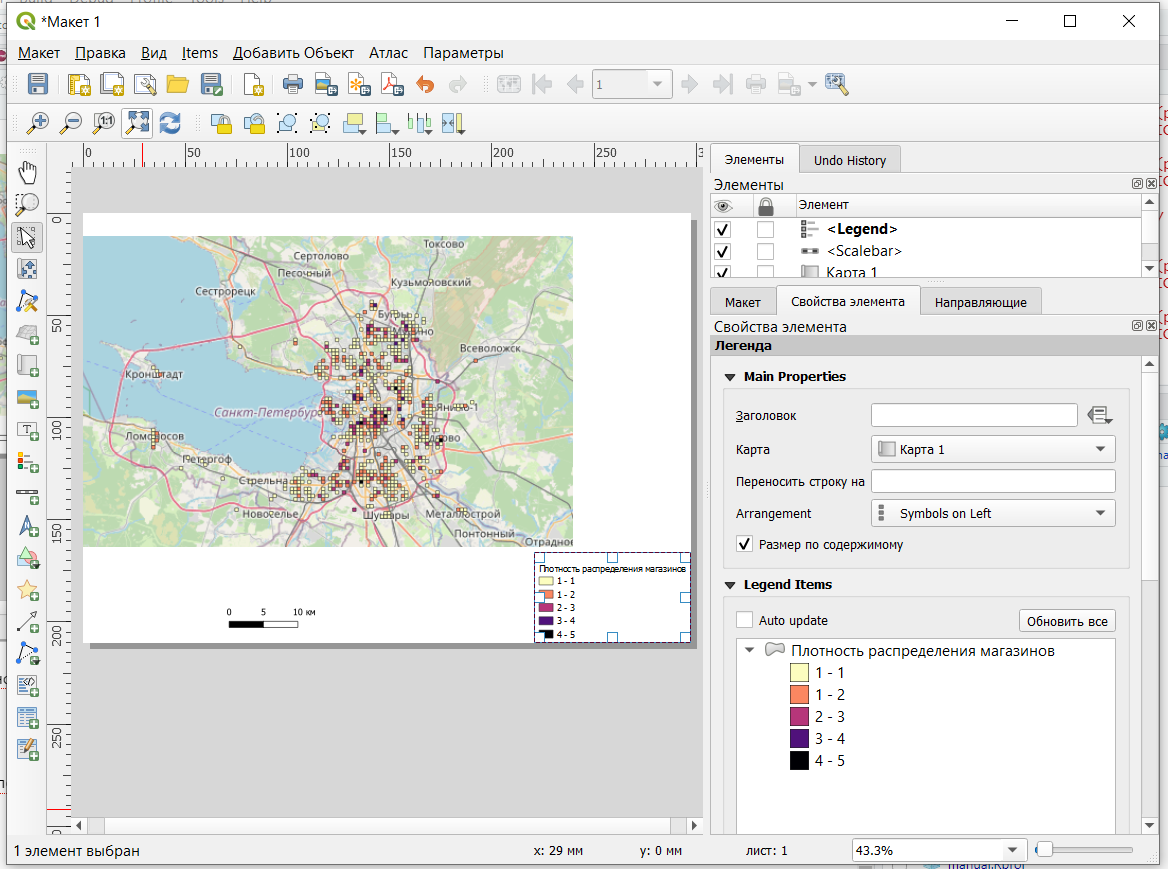 *Макет 1
Макет Правка Вид Items Добавить Объект Атлас Параметры
1
0 50 100 150 200 250
Элементы Undo History
Элементы
Элемент
<Legend>
<Scalebar>
Карта 1
Макет Свойства элемента Направляющие
Свойства элемента
Легенда
Main Properties
Заголовок
Карта Карта 1
Переносить строку на
Arrangement Symbols on Left
Размер по содержимому
Legend Items
Auto update Обновить все
Плотность распределения магазинов
1 - 1
1 - 2
2 - 3
3 - 4
4 - 5
0
50
100
150
200
250
Токсово
Сертолово
Песочный
Кузьмоловский
Сестрорецк
Бугры
Всеволожск
Кронштадт
Санкт-Петербург
Янино-1
Ломоносов
Петергоф
Стрельна
Новоселье
Шушары
Металлострой
Понтонный
Отрадное
Плотность распределения магазинов
1 - 1
1 - 2
2 - 3
3 - 4
4 - 5
0 5 10 км
1 элемент выбран
x: 29 мм
y: 0 мм
лист: 1
43.3%